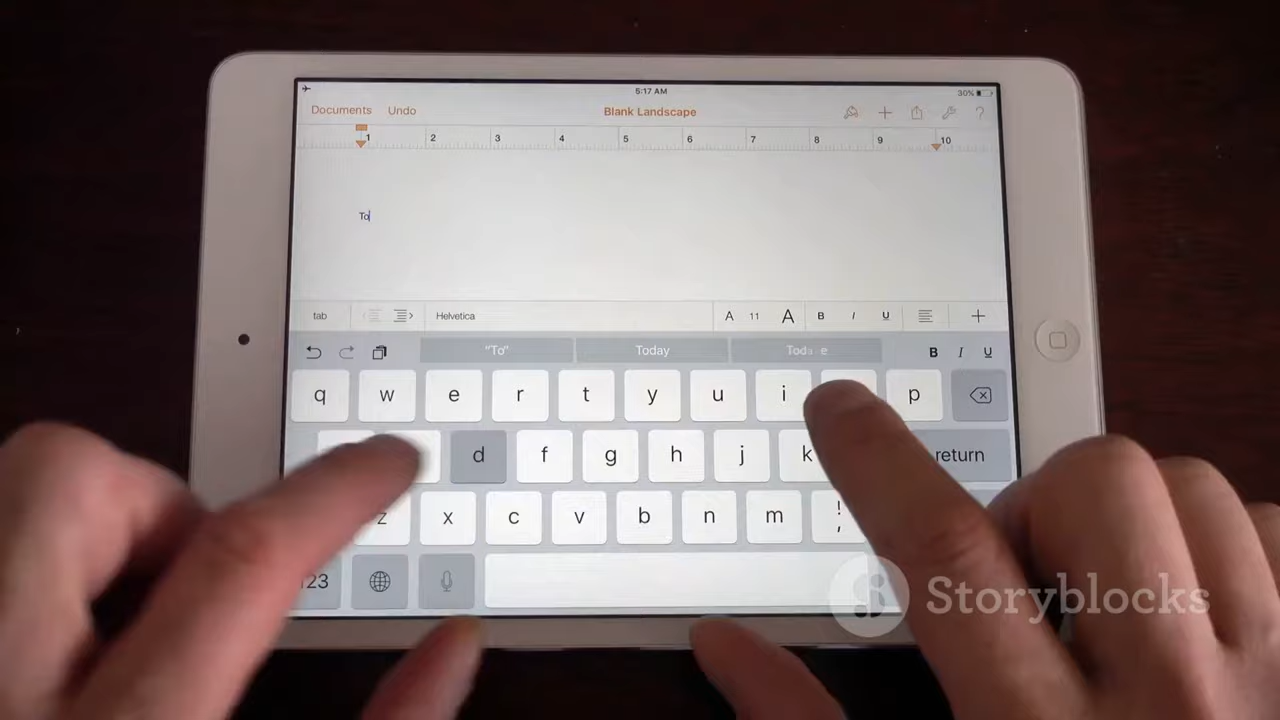 5:17 AM 30%
Documents Undo Blank Landscape ?
1 2 3 4 5 6 7 8 9 10
To
tab Helvetica A 11 A B I U
"To" Today B I U
q w e r t y u i p
d f g h j k return
z x c v b n m ! ,
123
Storyblocks